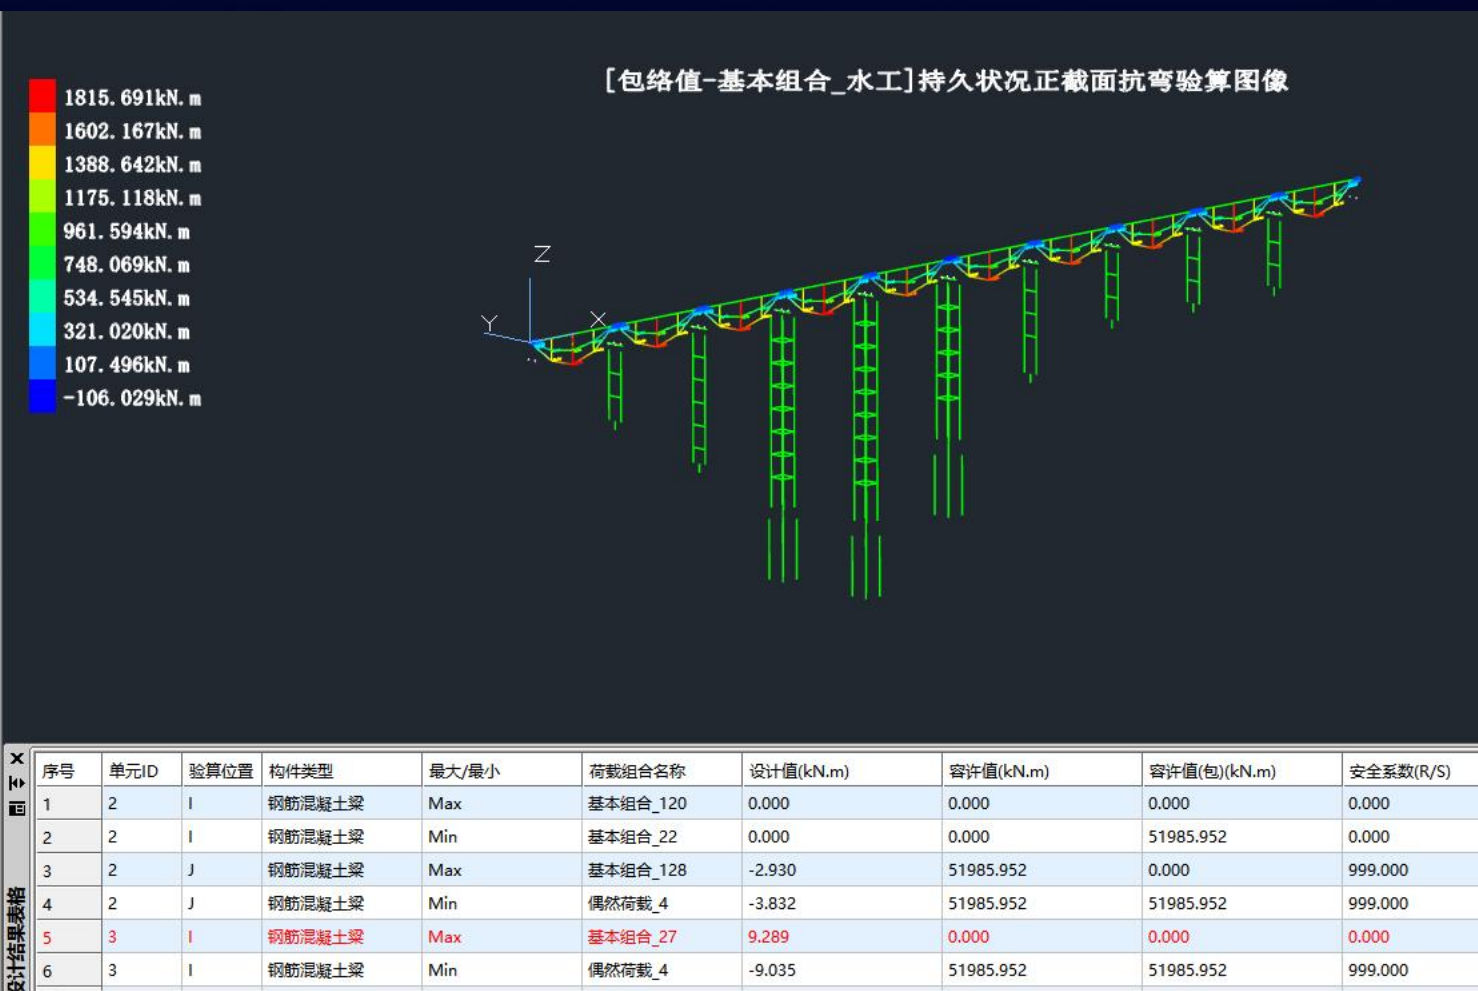 [包络值-基本组合_水工]持久状况正截面抗弯验算图像
1815.691kN.m
1602.167kN.m
1388.642kN.m
1175.118kN.m
961.594kN.m
748.069kN.m
534.545kN.m
321.020kN.m
107.496kN.m
-106.029kN.m
Z
Y
X
设计结果表格
序号 单元ID 验算位置 构件类型 最大/最小 荷载组合名称 设计值(kN.m) 容许值(kN.m) 容许值(包)(kN.m) 安全系数(R/S)
1 2 I 钢筋混凝土梁 Max 基本组合_120 0.000 0.000 0.000 0.000
2 2 I 钢筋混凝土梁 Min 基本组合_22 0.000 0.000 51985.952 0.000
3 2 J 钢筋混凝土梁 Max 基本组合_128 -2.930 51985.952 0.000 999.000
4 2 J 钢筋混凝土梁 Min 偶然荷载_4 -3.832 51985.952 51985.952 999.000
5 3 I 钢筋混凝土梁 Max 基本组合_27 9.289 0.000 0.000 0.000
6 3 I 钢筋混凝土梁 Min 偶然荷载_4 -9.035 51985.952 51985.952 999.000